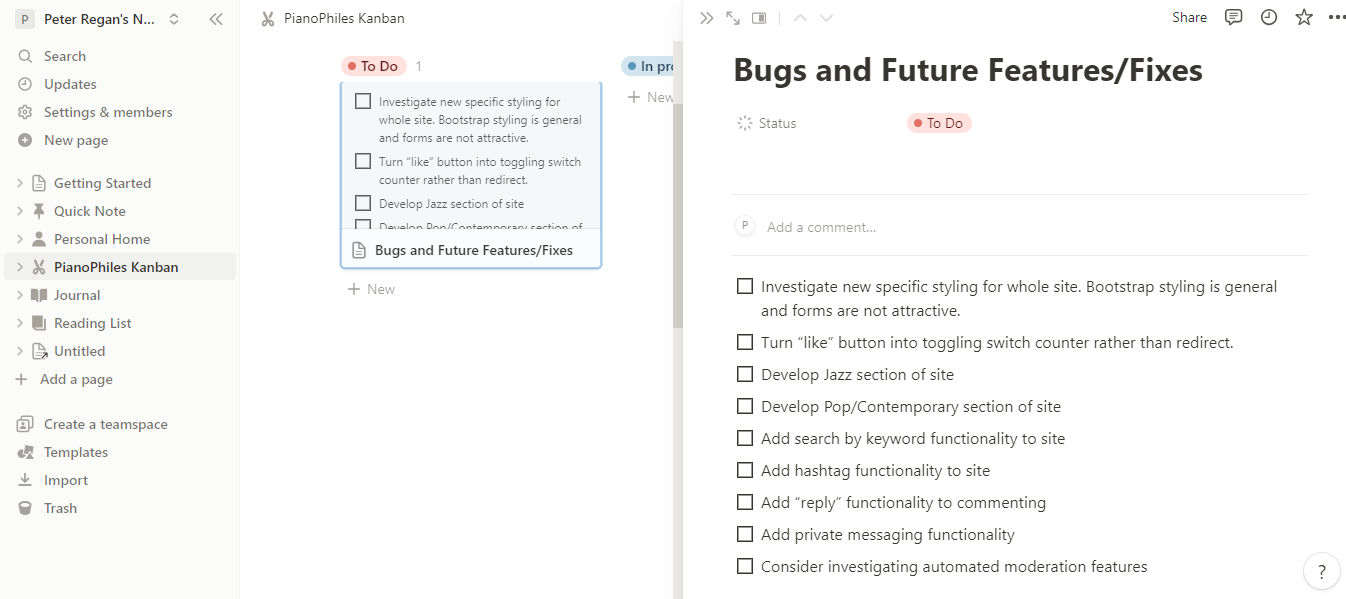 P Peter Regan's N...
Search
Updates
Settings & members
New page
Getting Started
Quick Note
Personal Home
PianoPhiles Kanban
Journal
Reading List
Untitled
Add a page
Create a teamspace
Templates
Import
Trash
PianoPhiles Kanban
To Do 1
In pro
New
Investigate new specific styling for
whole site. Bootstrap styling is general
and forms are not attractive.
Turn “like” button into toggling switch
counter rather than redirect.
Develop Jazz section of site
Develop Pop/Contemporary section of
Bugs and Future Features/Fixes
New
Share
Bugs and Future Features/Fixes
Status To Do
P Add a comment...
Investigate new specific styling for whole site. Bootstrap styling is general
and forms are not attractive.
Turn “like” button into toggling switch counter rather than redirect.
Develop Jazz section of site
Develop Pop/Contemporary section of site
Add search by keyword functionality to site
Add hashtag functionality to site
Add “reply” functionality to commenting
Add private messaging functionality
Consider investigating automated moderation features
?